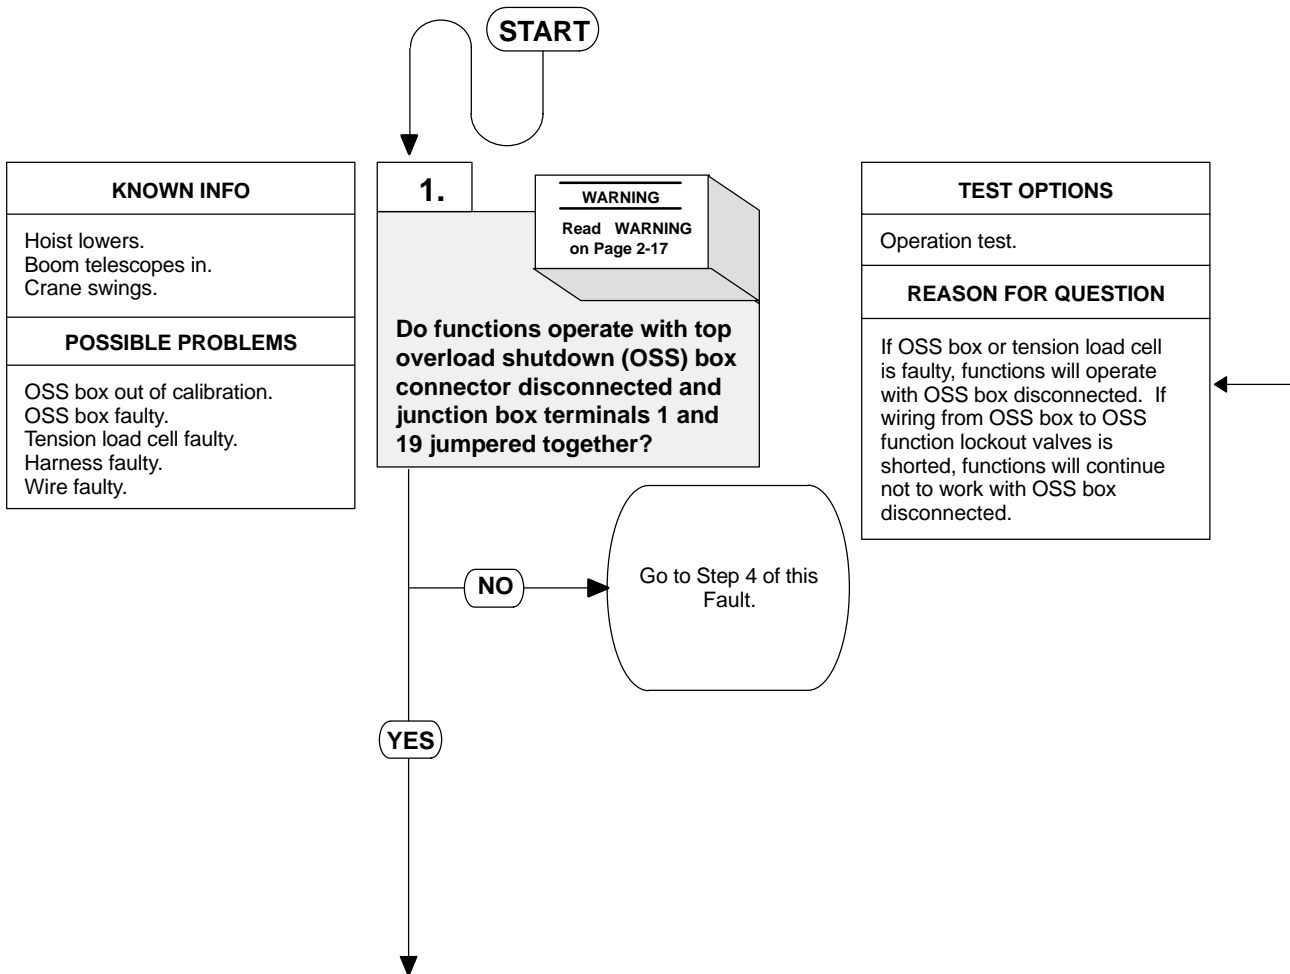 START
KNOWN INFO
Hoist lowers.
Boom telescopes in.
Crane swings.
POSSIBLE PROBLEMS
OSS box out of calibration.
OSS box faulty.
Tension load cell faulty.
Harness faulty.
Wire faulty.
1.
WARNING
Read WARNING
on Page 2-17
Do functions operate with top
overload shutdown (OSS) box
connector disconnected and
junction box terminals 1 and
19 jumpered together?
TEST OPTIONS
Operation test.
REASON FOR QUESTION
If OSS box or tension load cell
is faulty, functions will operate
with OSS box disconnected. If
wiring from OSS box to OSS
function lockout valves is
shorted, functions will continue
not to work with OSS box
disconnected.
NO
Go to Step 4 of this
Fault.
YES